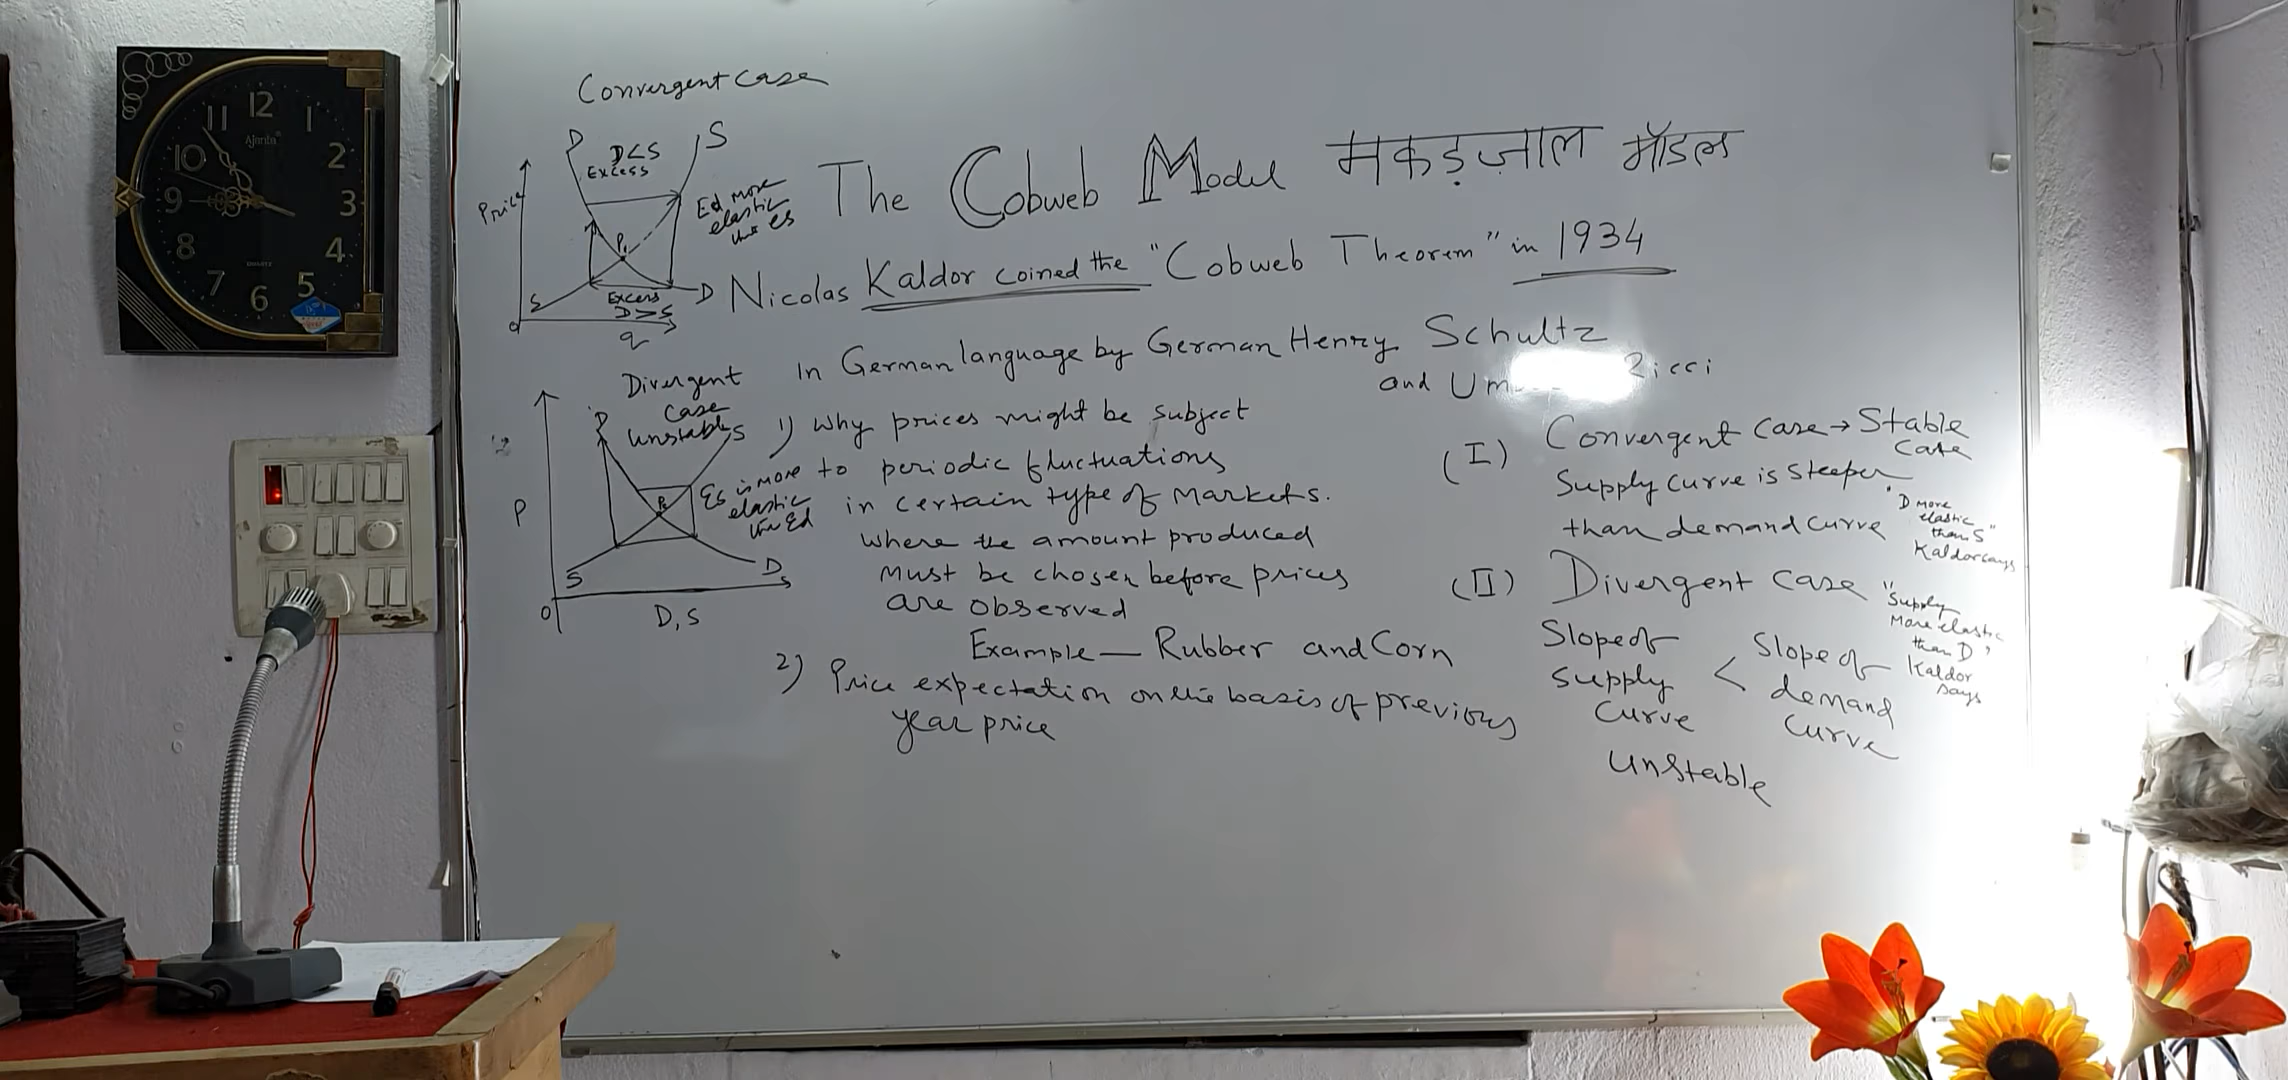 12
11
1
Ajanta
10
2
9
3
8
4
QUARTZ
7
5
6
Convergent Case
D
D<S
Excess
S
Price
Ed more
elastic
than es
P₁
S
Excess
D>S
D
0
q
The Cobweb Model मकड़ज़ाल मॉडल
Nicolas Kaldor coined the "Cobweb Theorem" in 1934
in German language by German Henry Schultz
and Um Ricci
Divergent
Case
Unstable
D
S
P
Es is more
elastic
than Ed
S
D
0
D, S
1) Why prices might be subject
to periodic fluctuations
in certain type of markets.
where the amount produced
must be chosen before prices
are observed
Example — Rubber and Corn
2) Price expectation on the basis of previous
year price
(I) Convergent Case → Stable
Case
Supply curve is steeper
than demand curve
"D more
elastic
than S"
Kaldor says
(II) Divergent Case
"Supply
More elastic
than D"
Kaldor
says
Slope of
supply
curve
<
Slope of
demand
curve
Unstable